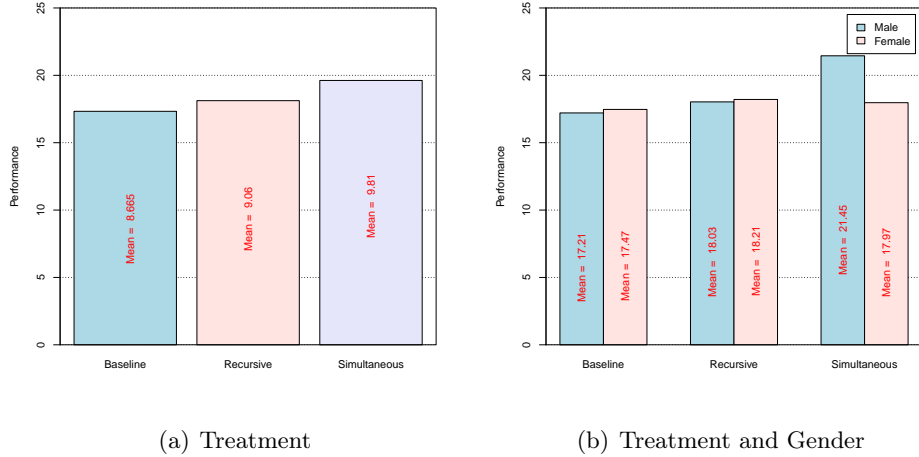 25
20
15
10
5
0
Performance
Mean = 8.665
Mean = 9.06
Mean = 9.81
Baseline
Recursive
Simultaneous
(a) Treatment
25
20
15
10
5
0
Performance
Male
Female
Mean = 17.21
Mean = 17.47
Mean = 18.03
Mean = 18.21
Mean = 21.45
Mean = 17.97
Baseline
Recursive
Simultaneous
(b) Treatment and Gender